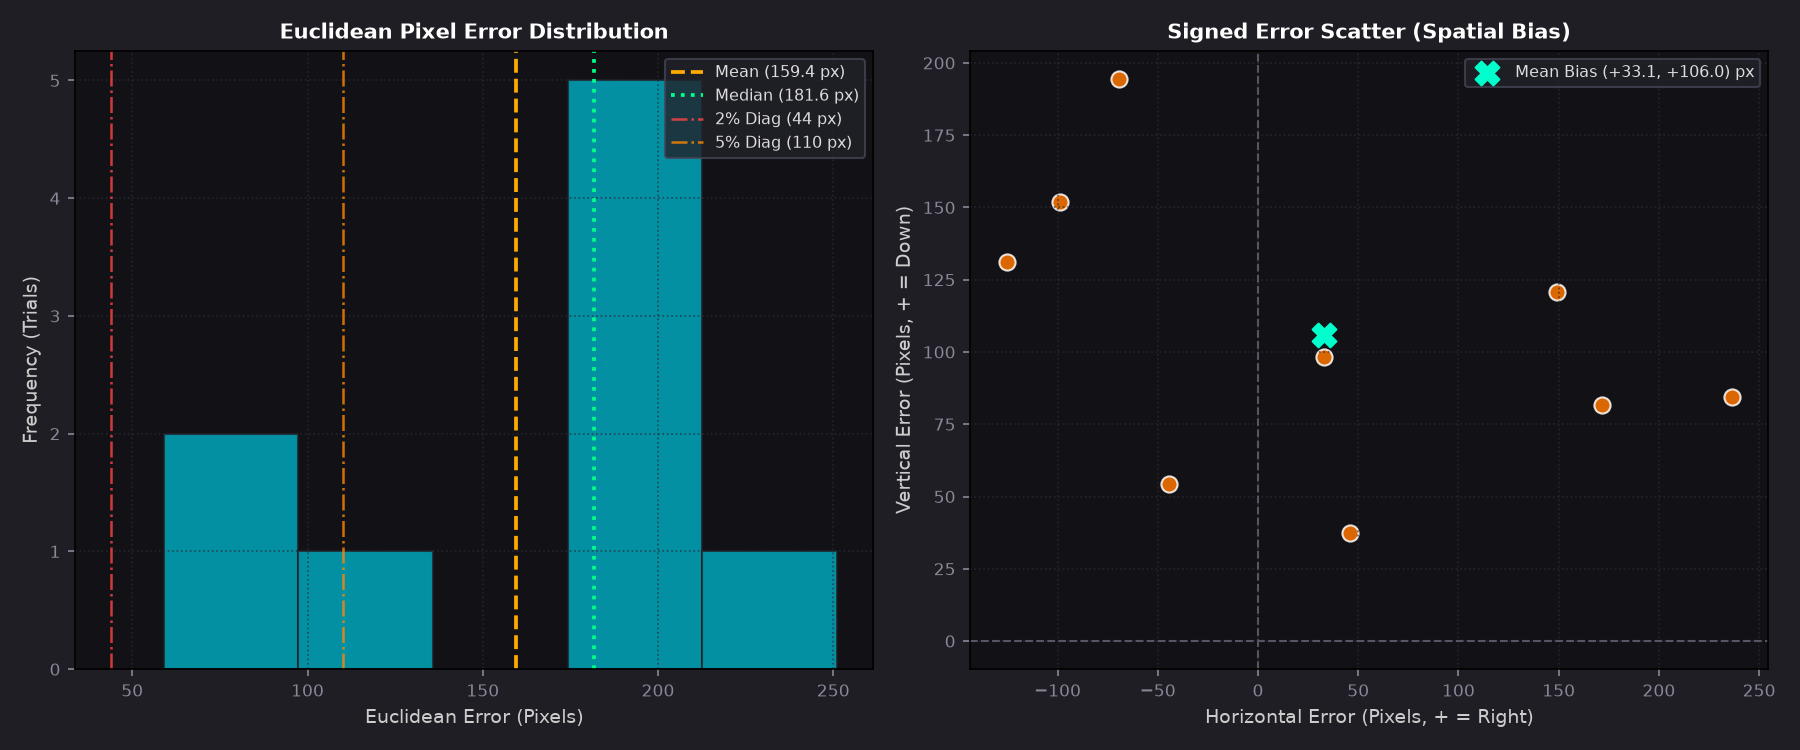 Euclidean Pixel Error Distribution
Frequency (Trials)
5
4
3
2
1
0
50 100 150 200 250
Euclidean Error (Pixels)
Mean (159.4 px)
Median (181.6 px)
2% Diag (44 px)
5% Diag (110 px)
Signed Error Scatter (Spatial Bias)
Vertical Error (Pixels, + = Down)
200
175
150
125
100
75
50
25
0
−100 −50 0 50 100 150 200 250
Horizontal Error (Pixels, + = Right)
Mean Bias (+33.1, +106.0) px